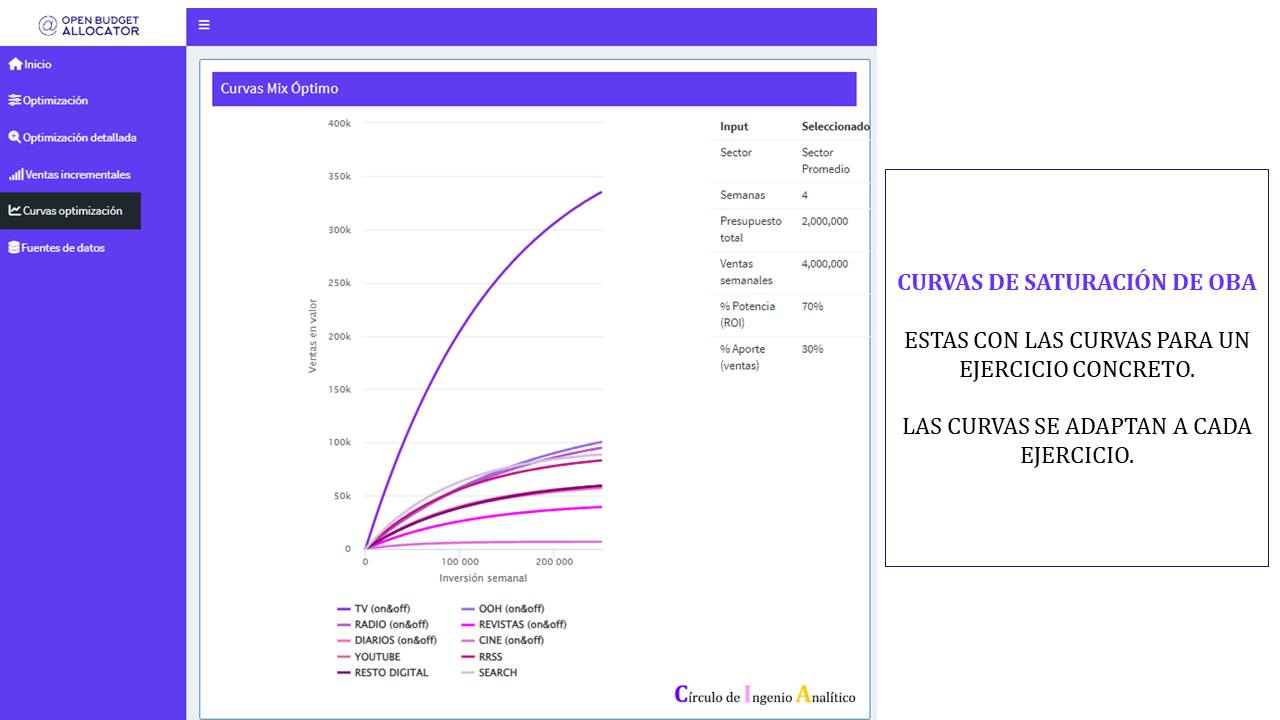 @ OPEN BUDGET
ALLOCATOR
Inicio
Optimización
Optimización detallada
Ventas incrementales
Curvas optimización
Fuentes de datos
Curvas Mix Óptimo
400k
350k
300k
250k
200k
150k
100k
50k
0
Ventas en valor
0 100 000 200 000
Inversión semanal
TV (on&off) OOH (on&off)
RADIO (on&off) REVISTAS (on&off)
DIARIOS (on&off) CINE (on&off)
YOUTUBE RRSS
RESTO DIGITAL SEARCH
Input Seleccionado
Sector Sector
Promedio
Semanas 4
Presupuesto 2,000,000
total
Ventas 4,000,000
semanales
% Potencia 70%
(ROI)
% Aporte 30%
(ventas)
Círculo de Ingenio Analítico
CURVAS DE SATURACIÓN DE OBA
ESTAS CON LAS CURVAS PARA UN
EJERCICIO CONCRETO.
LAS CURVAS SE ADAPTAN A CADA
EJERCICIO.